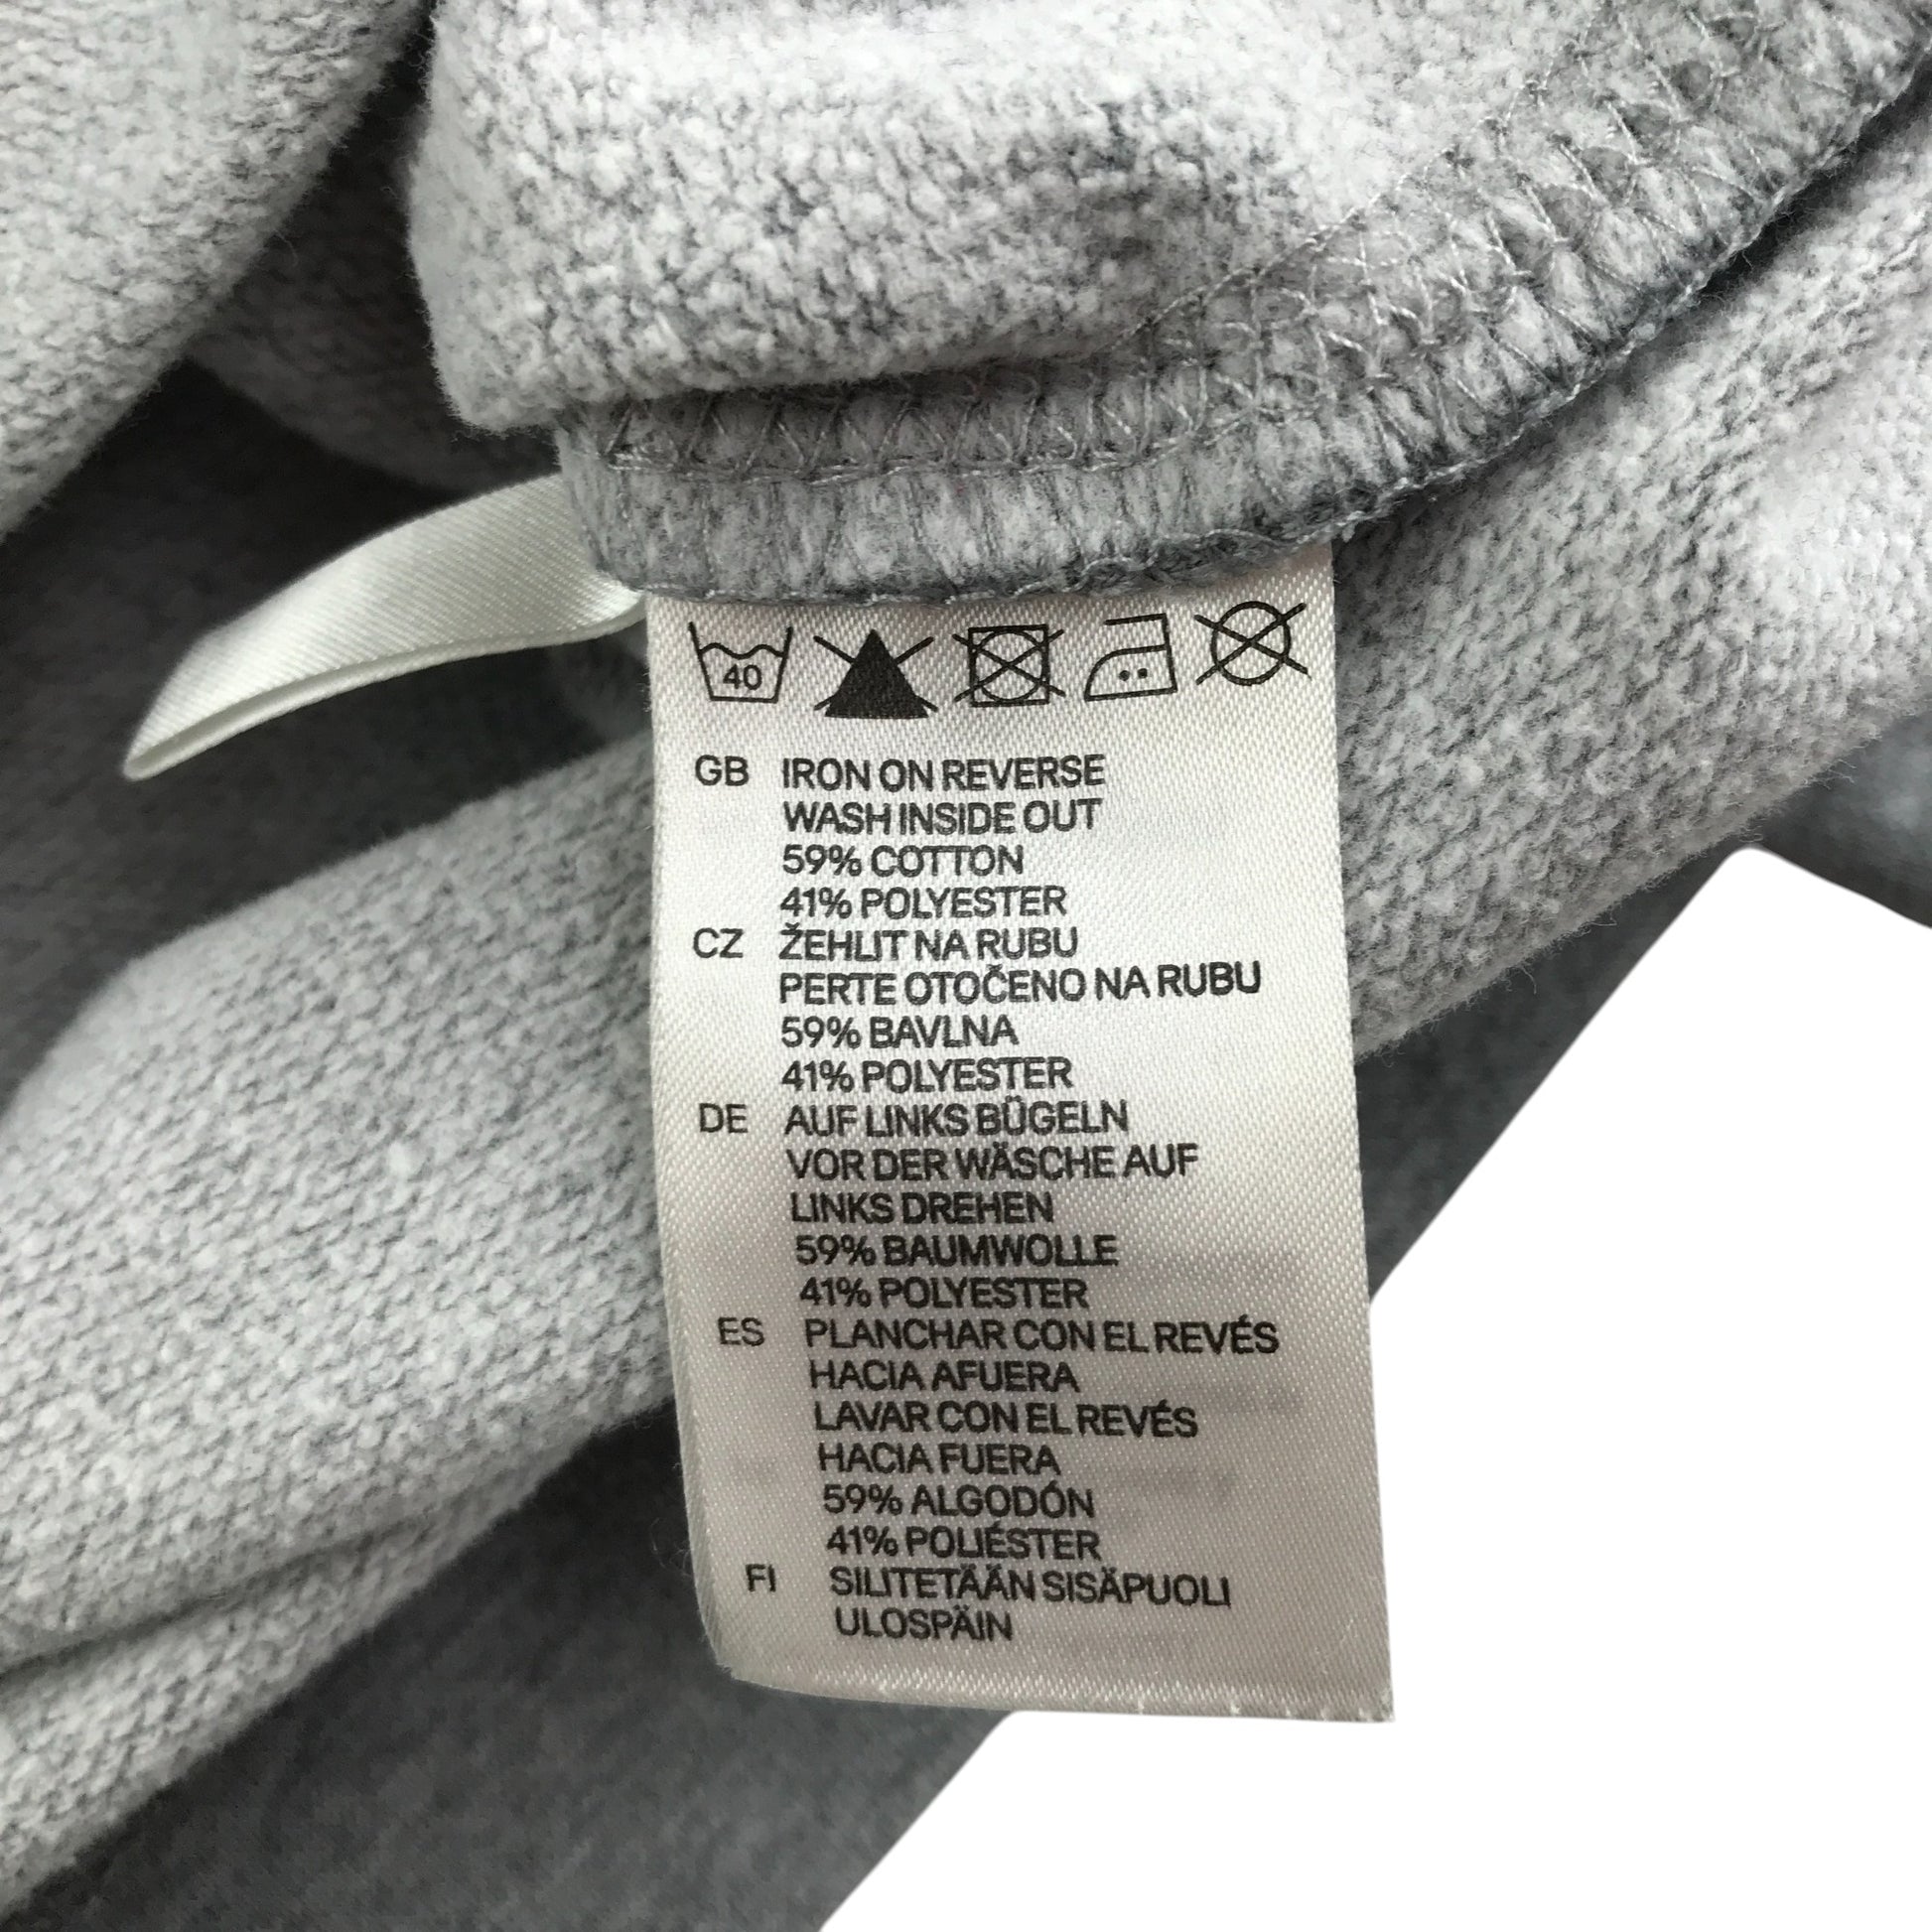 40
GB IRON ON REVERSE
WASH INSIDE OUT
59% COTTON
41% POLYESTER
CZ ŽEHLIT NA RUBU
PERTE OTOČENO NA RUBU
59% BAVLNA
41% POLYESTER
DE AUF LINKS BÜGELN
VOR DER WÄSCHE AUF
LINKS DREHEN
59% BAUMWOLLE
41% POLYESTER
ES PLANCHAR CON EL REVÉS
HACIA AFUERA
LAVAR CON EL REVÉS
HACIA FUERA
59% ALGODÓN
41% POLIÉSTER
FI SILITETÄÄN SISÄPUOLI
ULOSPÄIN